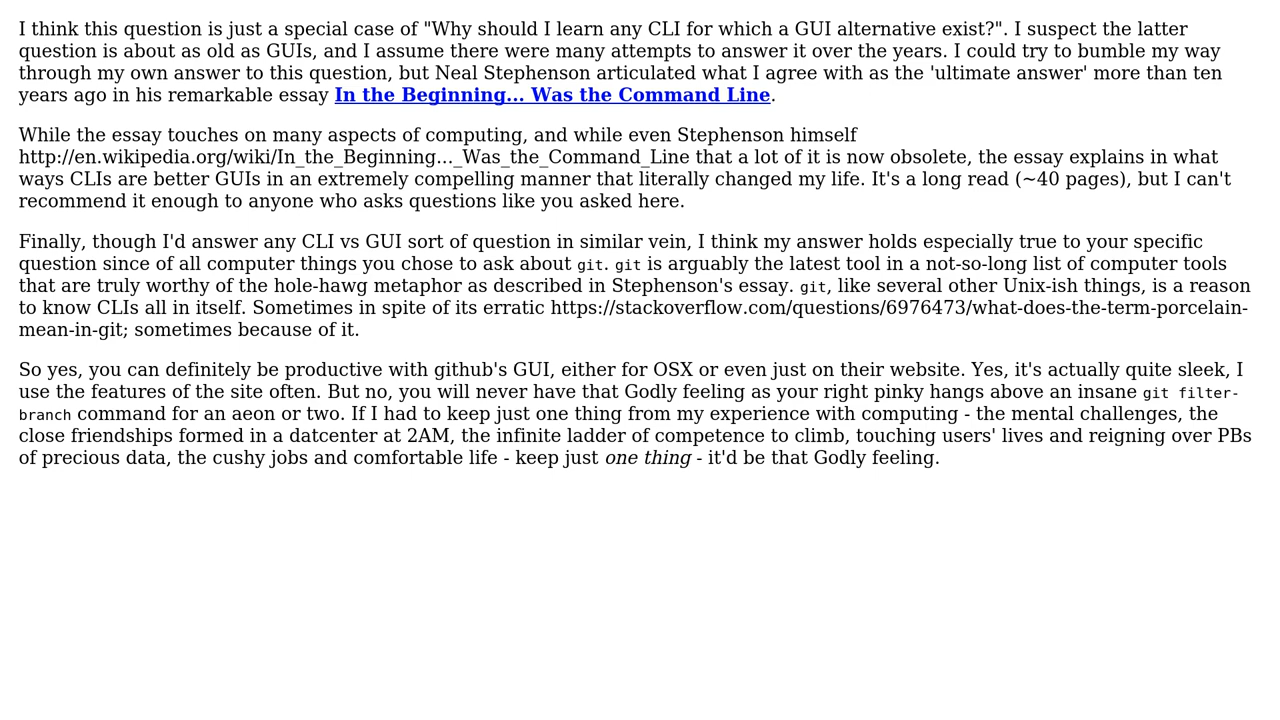 I think this question is just a special case of "Why should I learn any CLI for which a GUI alternative exist?". I suspect the latter
question is about as old as GUIs, and I assume there were many attempts to answer it over the years. I could try to bumble my way
through my own answer to this question, but Neal Stephenson articulated what I agree with as the 'ultimate answer' more than ten
years ago in his remarkable essay In the Beginning... Was the Command Line.
While the essay touches on many aspects of computing, and while even Stephenson himself
http://en.wikipedia.org/wiki/In_the_Beginning..._Was_the_Command_Line that a lot of it is now obsolete, the essay explains in what
ways CLIs are better GUIs in an extremely compelling manner that literally changed my life. It's a long read (~40 pages), but I can't
recommend it enough to anyone who asks questions like you asked here.
Finally, though I'd answer any CLI vs GUI sort of question in similar vein, I think my answer holds especially true to your specific
question since of all computer things you chose to ask about git. git is arguably the latest tool in a not-so-long list of computer tools
that are truly worthy of the hole-hawg metaphor as described in Stephenson's essay. git, like several other Unix-ish things, is a reason
to know CLIs all in itself. Sometimes in spite of its erratic https://stackoverflow.com/questions/6976473/what-does-the-term-porcelain-
mean-in-git; sometimes because of it.
So yes, you can definitely be productive with github's GUI, either for OSX or even just on their website. Yes, it's actually quite sleek, I
use the features of the site often. But no, you will never have that Godly feeling as your right pinky hangs above an insane git filter-
branch command for an aeon or two. If I had to keep just one thing from my experience with computing - the mental challenges, the
close friendships formed in a datcenter at 2AM, the infinite ladder of competence to climb, touching users' lives and reigning over PBs
of precious data, the cushy jobs and comfortable life - keep just one thing - it'd be that Godly feeling.